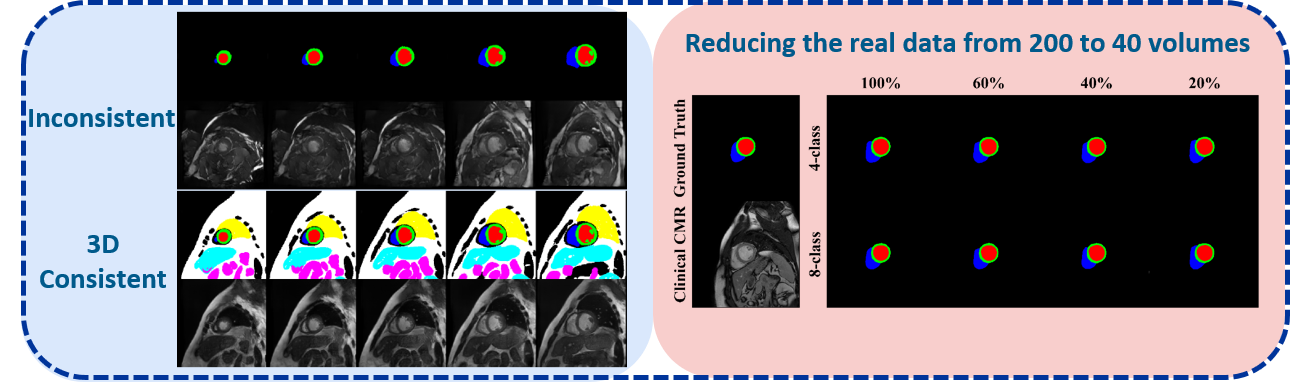 Inconsistent
3D
Consistent
Reducing the real data from 200 to 40 volumes
100% 60% 40% 20%
Ground Truth
Clinical CMR
4-class
8-class